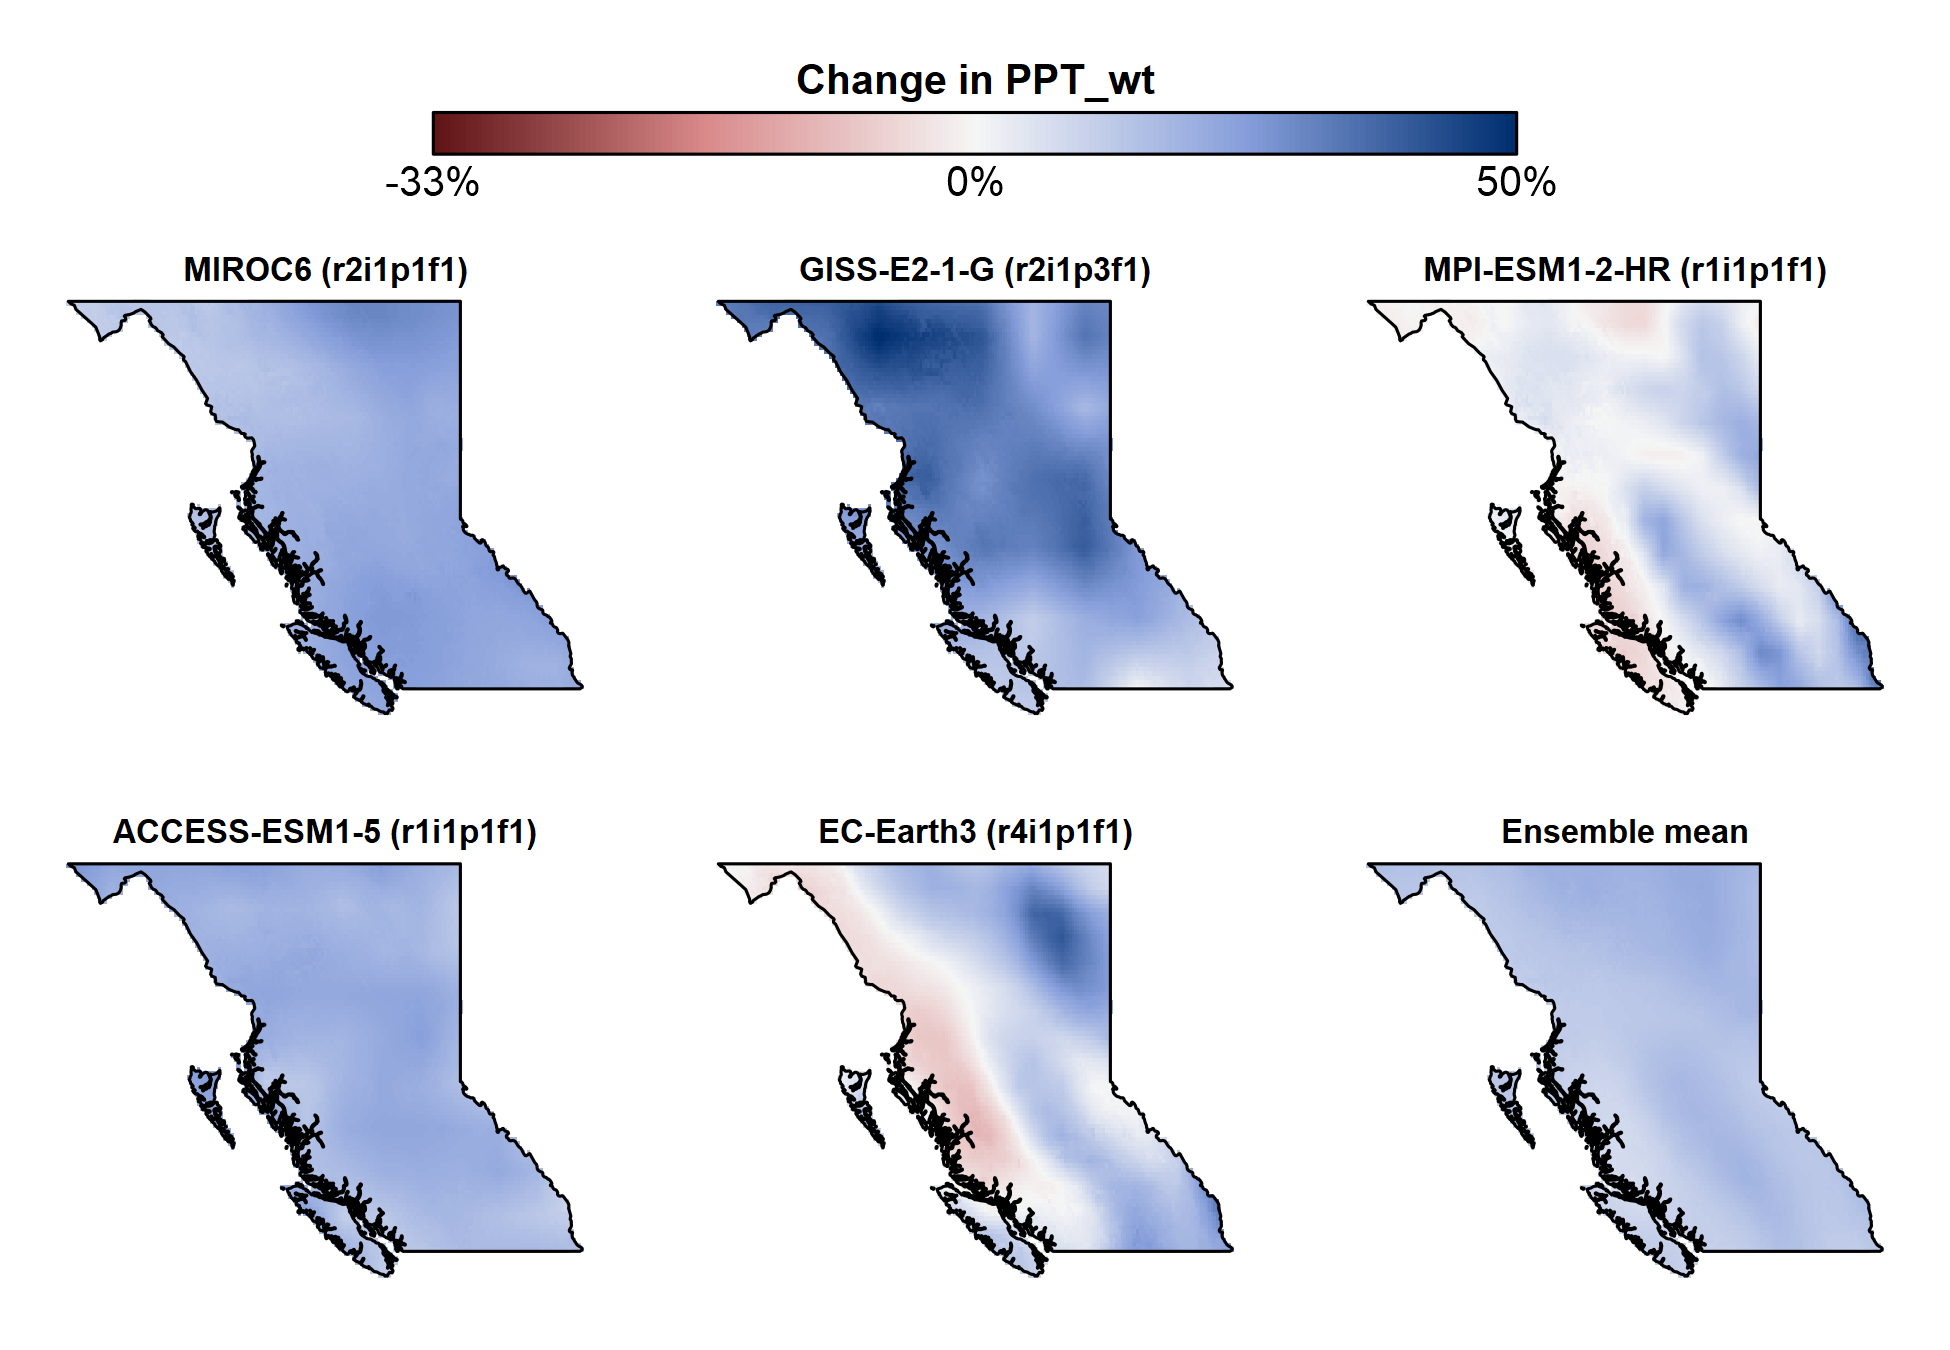 Change in PPT_wt
-33% 0% 50%
MIROC6 (r2i1p1f1) GISS-E2-1-G (r2i1p3f1) MPI-ESM1-2-HR (r1i1p1f1)
ACCESS-ESM1-5 (r1i1p1f1) EC-Earth3 (r4i1p1f1) Ensemble mean